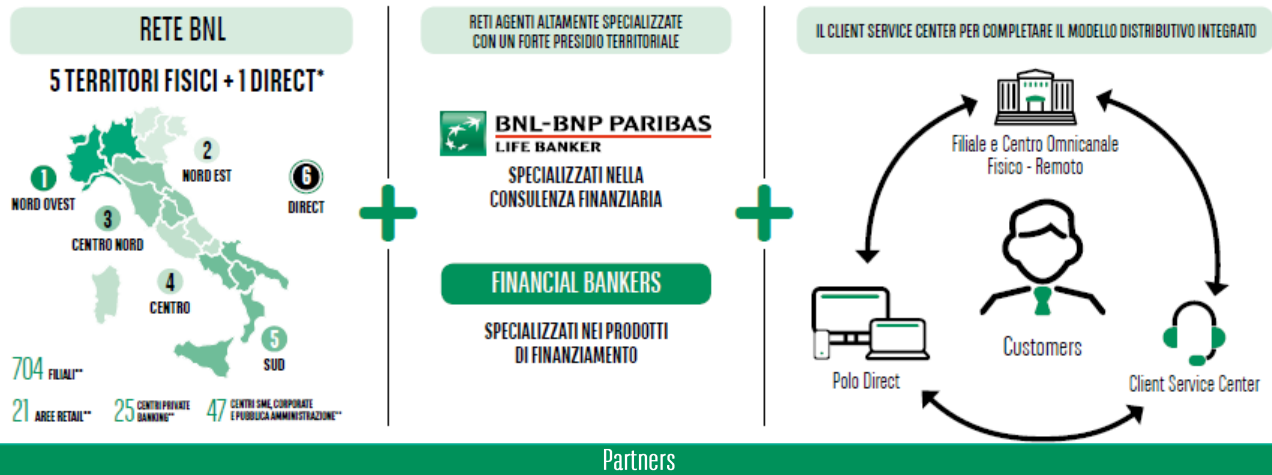 RETE BNL
5 TERRITORI FISICI + 1 DIRECT*
1
NORD OVEST
2
NORD EST
3
CENTRO NORD
4
CENTRO
5
SUD
6
DIRECT
704 FILIALI**
21 AREE RETAIL**
25 CENTRI PRIVATE
BANKING**
47 CENTRI SME, CORPORATE
E PUBBLICA AMMINISTRAZIONE**
RETI AGENTI ALTAMENTE SPECIALIZZATE
CON UN FORTE PRESIDIO TERRITORIALE
BNL-BNP PARIBAS
LIFE BANKER
SPECIALIZZATI NELLA
CONSULENZA FINANZIARIA
FINANCIAL BANKERS
SPECIALIZZATI NEI PRODOTTI
DI FINANZIAMENTO
IL CLIENT SERVICE CENTER PER COMPLETARE IL MODELLO DISTRIBUTIVO INTEGRATO
Filiale e Centro Omnicanale
Fisico - Remoto
Customers
Polo Direct
Client Service Center
Partners